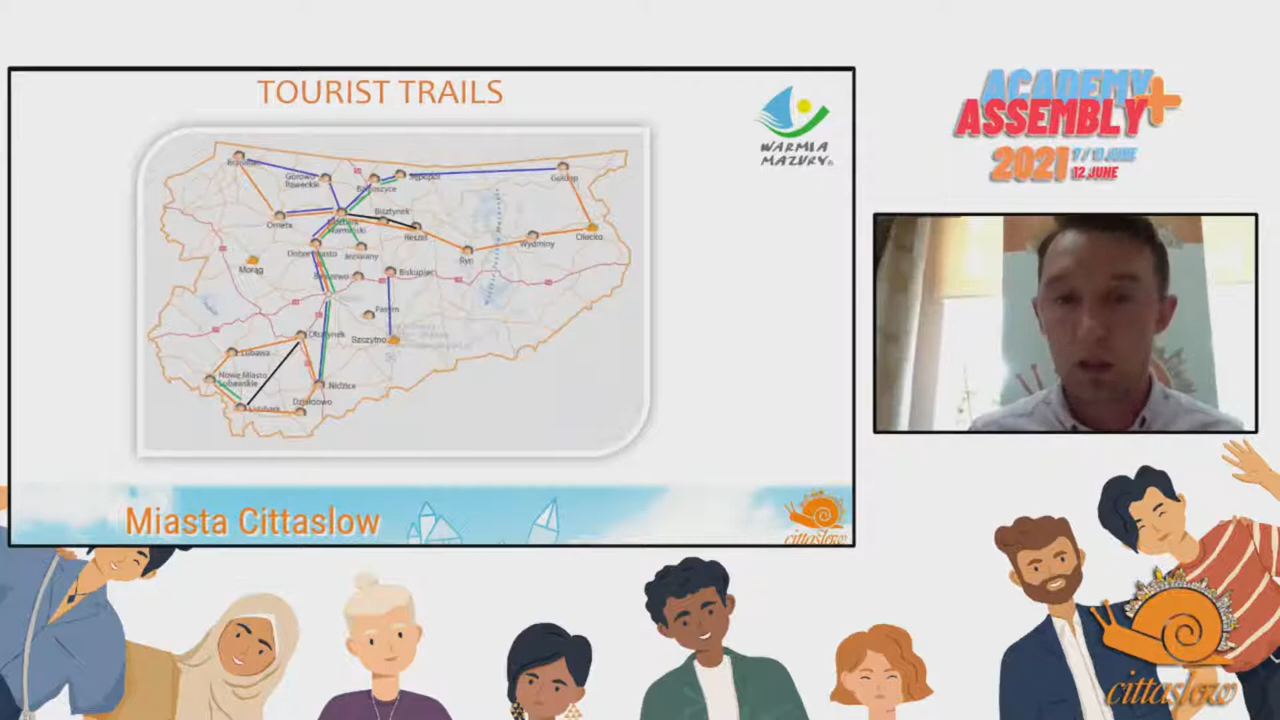 TOURIST TRAILS
WARMIA
MAZURY
Górowo
Iławeckie
Bartoszyce
Sępopol
Gołdap
Orneta
Bisztynek
Reszel
Lidzbark
Warmiński
Dobre Miasto
Jeziorany
Ryn
Wydminy
Olecko
Morąg
Barczewo
Biskupiec
Pasym
Szczytno
Olsztynek
Lubawa
Nowe Miasto
Lubawskie
Nidzica
Lidzbark
Działdowo
Miasta Cittaslow
cittaslow
ACADEMY
ASSEMBLY+
2021
12 JUNE
cittaslow